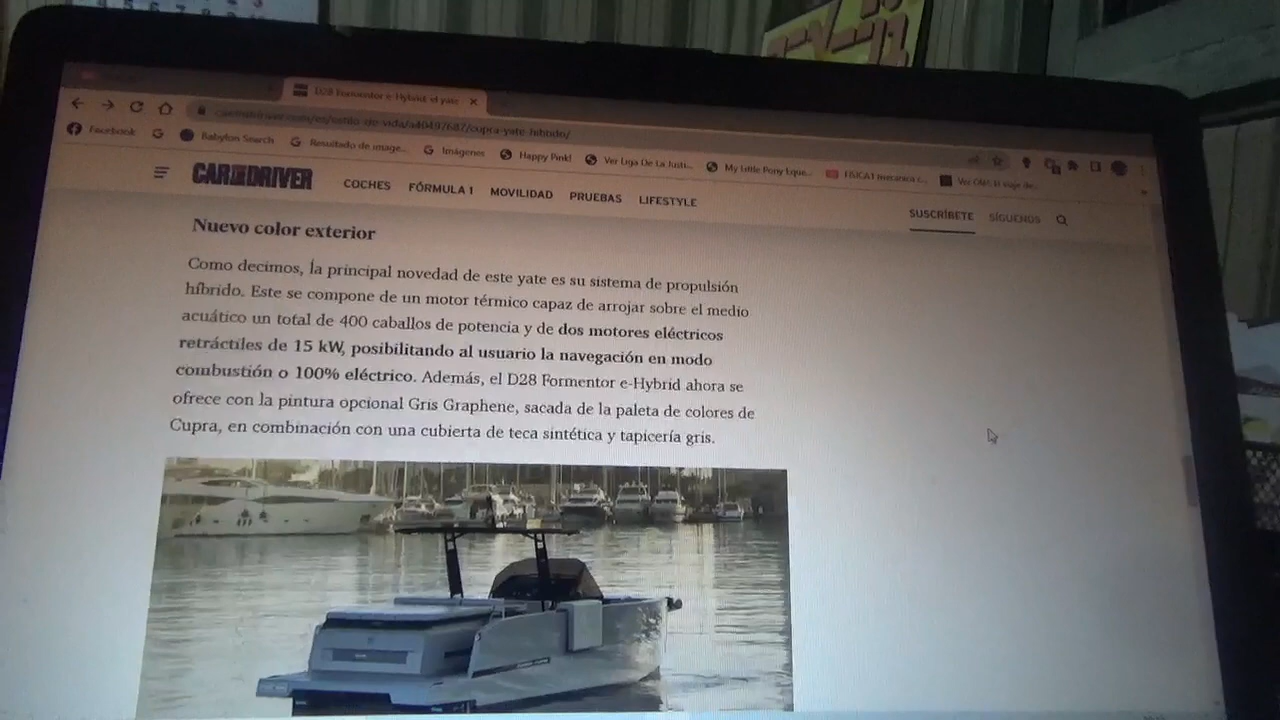 D28 Formentor e-Hybrid: el yate
Facebook
Babylon Search
Resultado de image...
Imágenes
Happy Pink!
Ver Liga De La Justi...
My Little Pony Eque...
CAR AND DRIVER
COCHES
FÓRMULA 1
MOVILIDAD
PRUEBAS
LIFESTYLE
SUSCRÍBETE
SÍGUENOS
Nuevo color exterior
Como decimos, la principal novedad de este yate es su sistema de propulsión
híbrido. Este se compone de un motor térmico capaz de arrojar sobre el medio
acuático un total de 400 caballos de potencia y de dos motores eléctricos
retráctiles de 15 kW, posibilitando al usuario la navegación en modo
combustión o 100% eléctrico. Además, el D28 Formentor e-Hybrid ahora se
ofrece con la pintura opcional Gris Graphene, sacada de la paleta de colores de
Cupra, en combinación con una cubierta de teca sintética y tapicería gris.